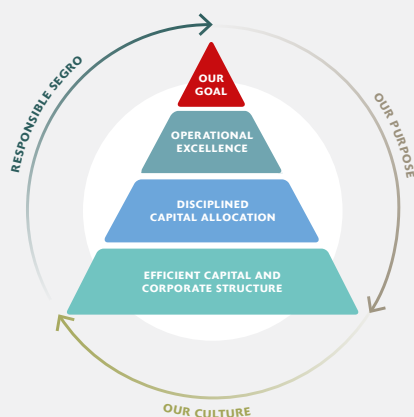 OUR
GOAL
OPERATIONAL
EXCELLENCE
DISCIPLINED
CAPITAL ALLOCATION
EFFICIENT CAPITAL AND
CORPORATE STRUCTURE
RESPONSIBLE SEGRO
OUR PURPOSE
OUR CULTURE